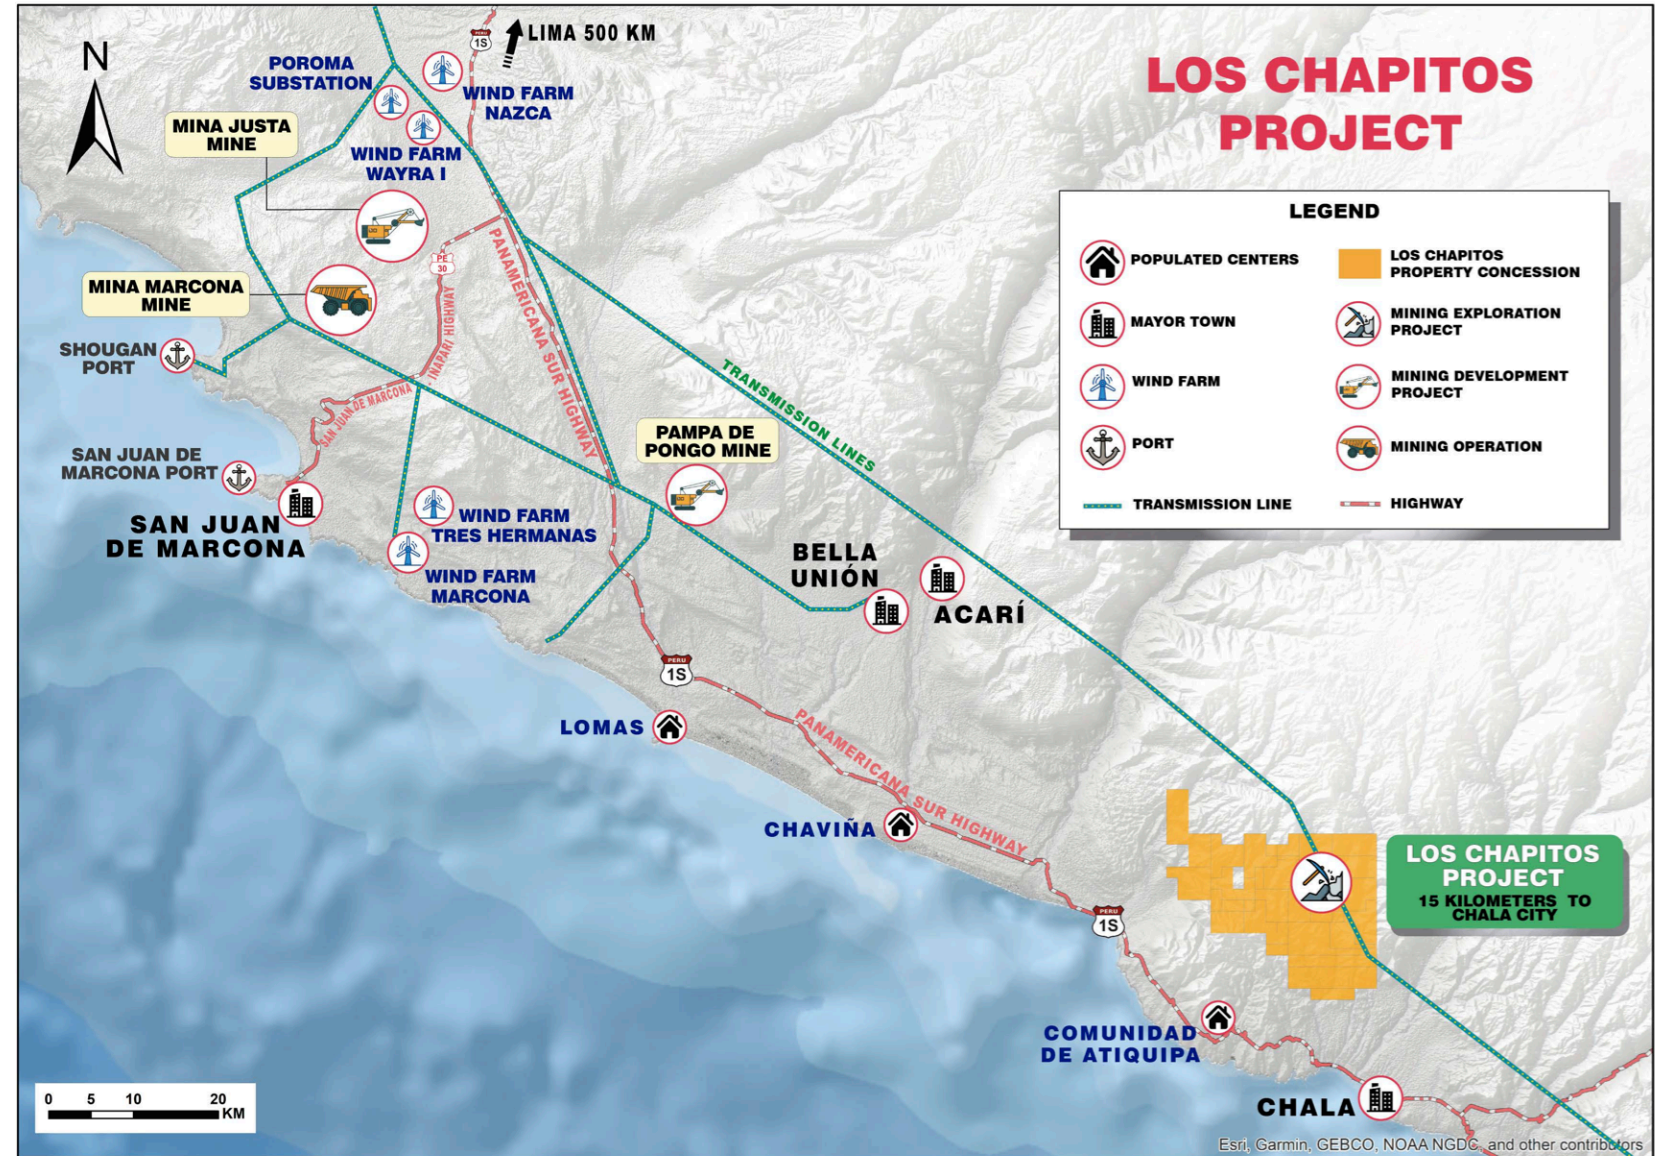 N
LIMA 500 KM
PERU
1S
POROMA
SUBSTATION
WIND FARM
NAZCA
MINA JUSTA
MINE
WIND FARM
WAYRA I
LOS CHAPITOS
PROJECT
LEGEND
POPULATED CENTERS
MAYOR TOWN
WIND FARM
PORT
TRANSMISSION LINE
LOS CHAPITOS
PROPERTY CONCESSION
MINING EXPLORATION
PROJECT
MINING DEVELOPMENT
PROJECT
MINING OPERATION
HIGHWAY
PE
30
PANAMERICANA SUR HIGHWAY
MINA MARCONA
MINE
INAPARI HIGHWAY
SHOUGAN
PORT
SAN JUAN DE MARCONA
TRANSMISSION LINES
PAMPA DE
PONGO MINE
SAN JUAN DE
MARCONA PORT
SAN JUAN
DE MARCONA
WIND FARM
TRES HERMANAS
WIND FARM
MARCONA
BELLA
UNIÓN
ACARÍ
PERU
1S
LOMAS
PANAMERICANA SUR HIGHWAY
CHAVIÑA
LOS CHAPITOS
PROJECT
15 KILOMETERS TO
CHALA CITY
PERU
1S
COMUNIDAD
DE ATIQUIPA
CHALA
0 5 10 20
KM
Esri, Garmin, GEBCO, NOAA NGDC, and other contributors